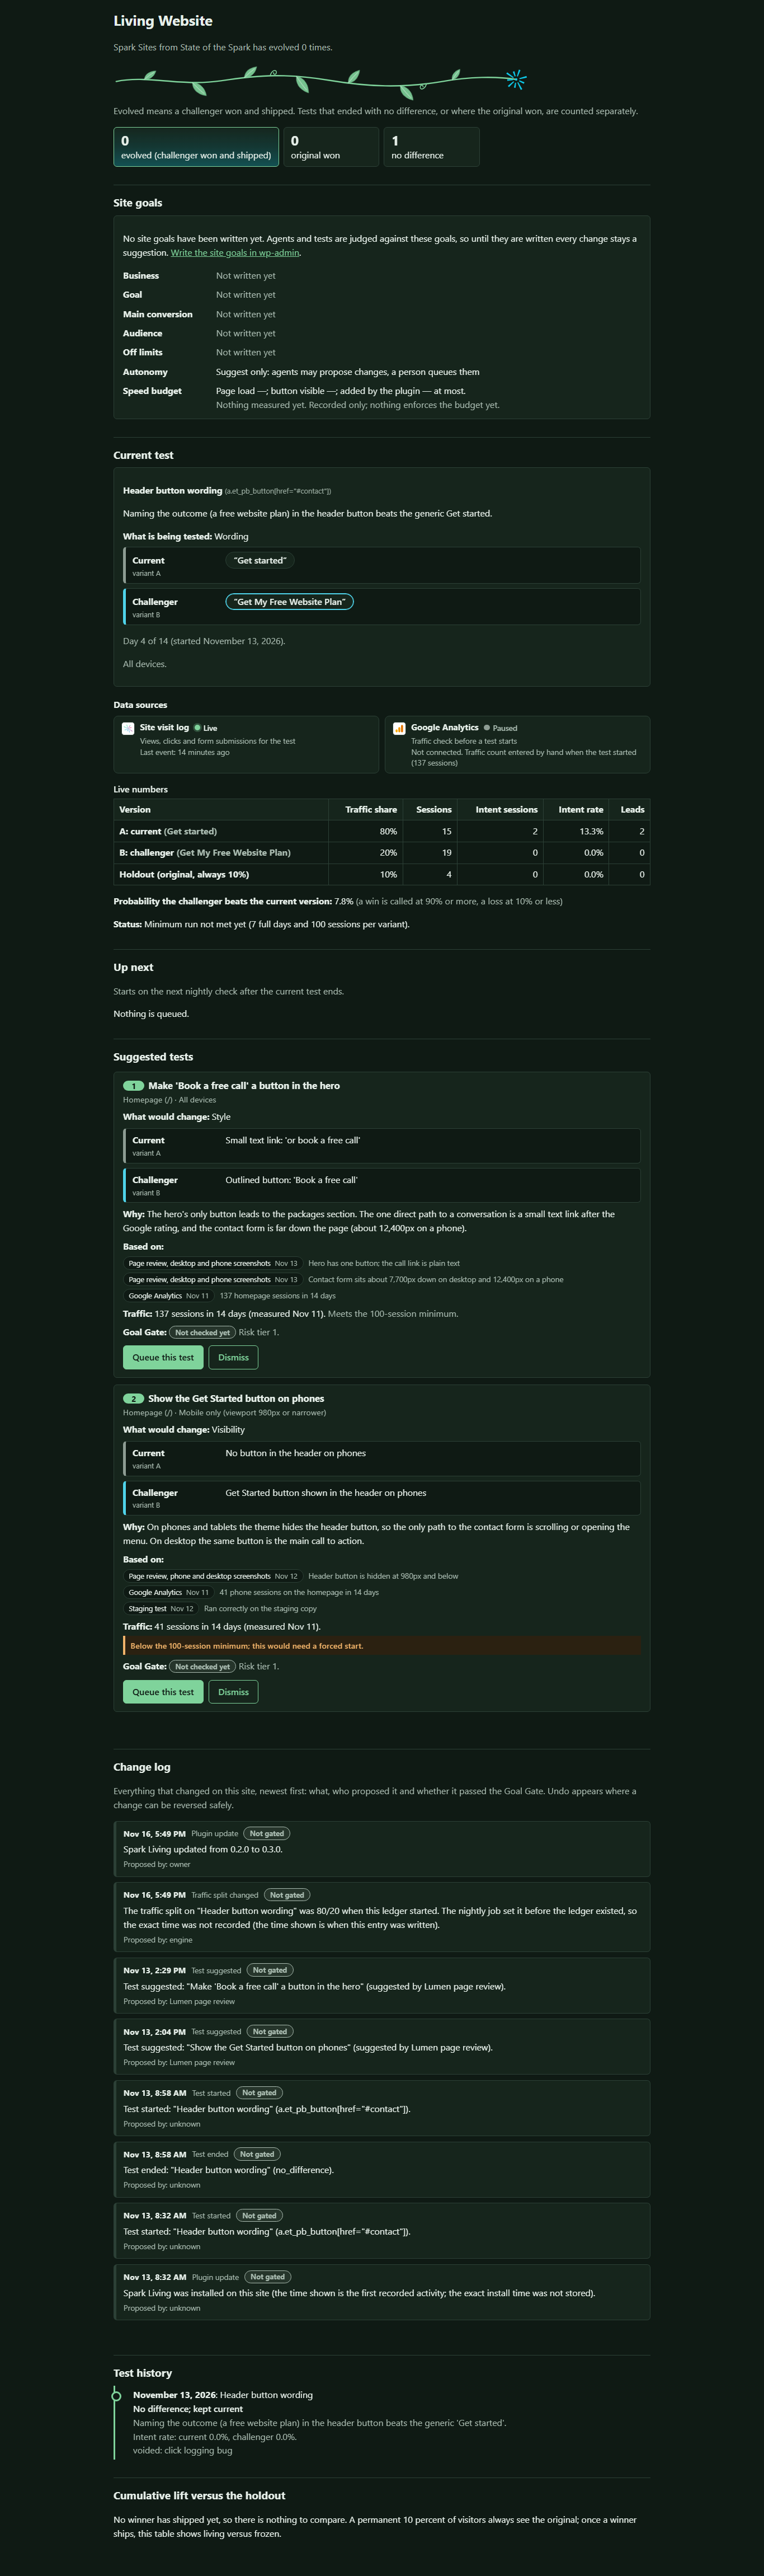 Living Website
Spark Sites from State of the Spark has evolved 0 times.
Evolved means a challenger won and shipped. Tests that ended with no difference, or where the original won, are counted separately.
0
evolved (challenger won and shipped)
0
original won
1
no difference
Site goals
No site goals have been written yet. Agents and tests are judged against these goals, so until they are written every change stays a
suggestion. Write the site goals in wp-admin.
Business Not written yet
Goal Not written yet
Main conversion Not written yet
Audience Not written yet
Off limits Not written yet
Autonomy Suggest only: agents may propose changes, a person queues them
Speed budget Page load —; button visible —; added by the plugin — at most.
Nothing measured yet. Recorded only; nothing enforces the budget yet.
Current test
Header button wording (a.et_pb_button[href="#contact"])
Naming the outcome (a free website plan) in the header button beats the generic Get started.
What is being tested: Wording
Current "Get started"
variant A
Challenger "Get My Free Website Plan"
variant B
Day 4 of 14 (started November 13, 2026).
All devices.
Data sources
Site visit log Live
Views, clicks and form submissions for the test
Last event: 14 minutes ago
Google Analytics Paused
Traffic check before a test starts
Not connected. Traffic count entered by hand when the test started
(137 sessions)
Live numbers
Version Traffic share Sessions Intent sessions Intent rate Leads
A: current (Get started) 80% 15 2 13.3% 2
B: challenger (Get My Free Website Plan) 20% 19 0 0.0% 0
Holdout (original, always 10%) 10% 4 0 0.0% 0
Probability the challenger beats the current version: 7.8% (a win is called at 90% or more, a loss at 10% or less)
Status: Minimum run not met yet (7 full days and 100 sessions per variant).
Up next
Starts on the next nightly check after the current test ends.
Nothing is queued.
Suggested tests
1 Make 'Book a free call' a button in the hero
Homepage (/) · All devices
What would change: Style
Current Small text link: 'or book a free call'
variant A
Challenger Outlined button: 'Book a free call'
variant B
Why: The hero's only button leads to the packages section. The one direct path to a conversation is a small text link after the
Google rating, and the contact form is far down the page (about 12,400px on a phone).
Based on:
Page review, desktop and phone screenshots Nov 13 Hero has one button; the call link is plain text
Page review, desktop and phone screenshots Nov 13 Contact form sits about 7,700px down on desktop and 12,400px on a phone
Google Analytics Nov 11 137 homepage sessions in 14 days
Traffic: 137 sessions in 14 days (measured Nov 11). Meets the 100-session minimum.
Goal Gate: Not checked yet Risk tier 1.
Queue this test Dismiss
2 Show the Get Started button on phones
Homepage (/) · Mobile only (viewport 980px or narrower)
What would change: Visibility
Current No button in the header on phones
variant A
Challenger Get Started button shown in the header on phones
variant B
Why: On phones and tablets the theme hides the header button, so the only path to the contact form is scrolling or opening the
menu. On desktop the same button is the main call to action.
Based on:
Page review, phone and desktop screenshots Nov 12 Header button is hidden at 980px and below
Google Analytics Nov 11 41 phone sessions on the homepage in 14 days
Staging test Nov 12 Ran correctly on the staging copy
Traffic: 41 sessions in 14 days (measured Nov 11).
Below the 100-session minimum; this would need a forced start.
Goal Gate: Not checked yet Risk tier 1.
Queue this test Dismiss
Change log
Everything that changed on this site, newest first: what, who proposed it and whether it passed the Goal Gate. Undo appears where a
change can be reversed safely.
Nov 16, 5:49 PM Plugin update Not gated
Spark Living updated from 0.2.0 to 0.3.0.
Proposed by: owner
Nov 16, 5:49 PM Traffic split changed Not gated
The traffic split on "Header button wording" was 80/20 when this ledger started. The nightly job set it before the ledger existed, so
the exact time was not recorded (the time shown is when this entry was written).
Proposed by: engine
Nov 13, 2:29 PM Test suggested Not gated
Test suggested: "Make 'Book a free call' a button in the hero" (suggested by Lumen page review).
Proposed by: Lumen page review
Nov 13, 2:04 PM Test suggested Not gated
Test suggested: "Show the Get Started button on phones" (suggested by Lumen page review).
Proposed by: Lumen page review
Nov 13, 8:58 AM Test started Not gated
Test started: "Header button wording" (a.et_pb_button[href="#contact"]).
Proposed by: unknown
Nov 13, 8:58 AM Test ended Not gated
Test ended: "Header button wording" (no_difference).
Proposed by: unknown
Nov 13, 8:32 AM Test started Not gated
Test started: "Header button wording" (a.et_pb_button[href="#contact"]).
Proposed by: unknown
Nov 13, 8:32 AM Plugin update Not gated
Spark Living was installed on this site (the time shown is the first recorded activity; the exact install time was not stored).
Proposed by: unknown
Test history
November 13, 2026: Header button wording
No difference; kept current
Naming the outcome (a free website plan) in the header button beats the generic 'Get started'.
Intent rate: current 0.0%, challenger 0.0%.
voided: click logging bug
Cumulative lift versus the holdout
No winner has shipped yet, so there is nothing to compare. A permanent 10 percent of visitors always see the original; once a winner
ships, this table shows living versus frozen.